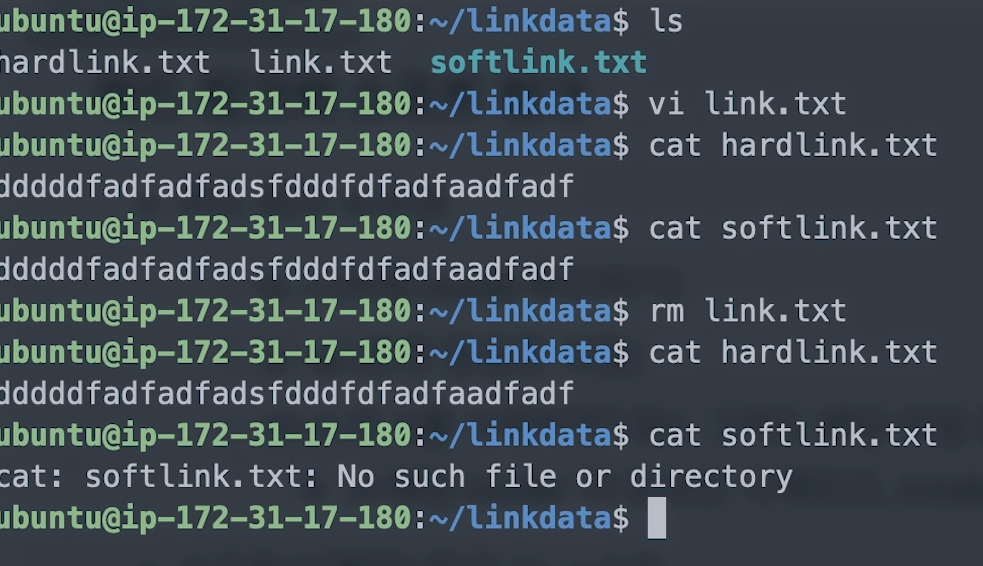 ubuntu@ip-172-31-17-180:~/linkdata$ ls
hardlink.txt  link.txt  softlink.txt
ubuntu@ip-172-31-17-180:~/linkdata$ vi link.txt
ubuntu@ip-172-31-17-180:~/linkdata$ cat hardlink.txt
dddddfadfadfadsfdddfdfadfaadfadf
ubuntu@ip-172-31-17-180:~/linkdata$ cat softlink.txt
dddddfadfadfadsfdddfdfadfaadfadf
ubuntu@ip-172-31-17-180:~/linkdata$ rm link.txt
ubuntu@ip-172-31-17-180:~/linkdata$ cat hardlink.txt
dddddfadfadfadsfdddfdfadfaadfadf
ubuntu@ip-172-31-17-180:~/linkdata$ cat softlink.txt
cat: softlink.txt: No such file or directory
ubuntu@ip-172-31-17-180:~/linkdata$